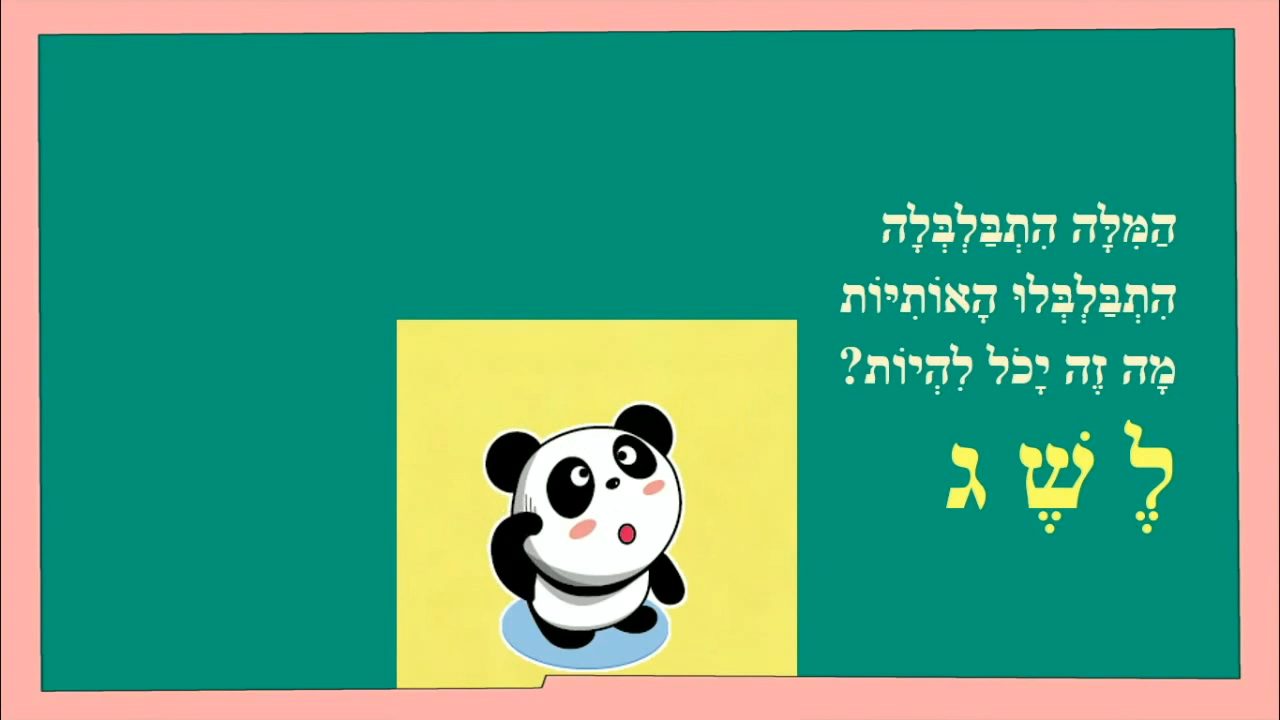 הַמִּלָּה הִתְבַּלְבְּלָה
הִתְבַּלְבְּלוּ הָאוֹתִיּוֹת
מָה זֶה יָכֹל לִהְיוֹת?
לֶ שֶׁ ג